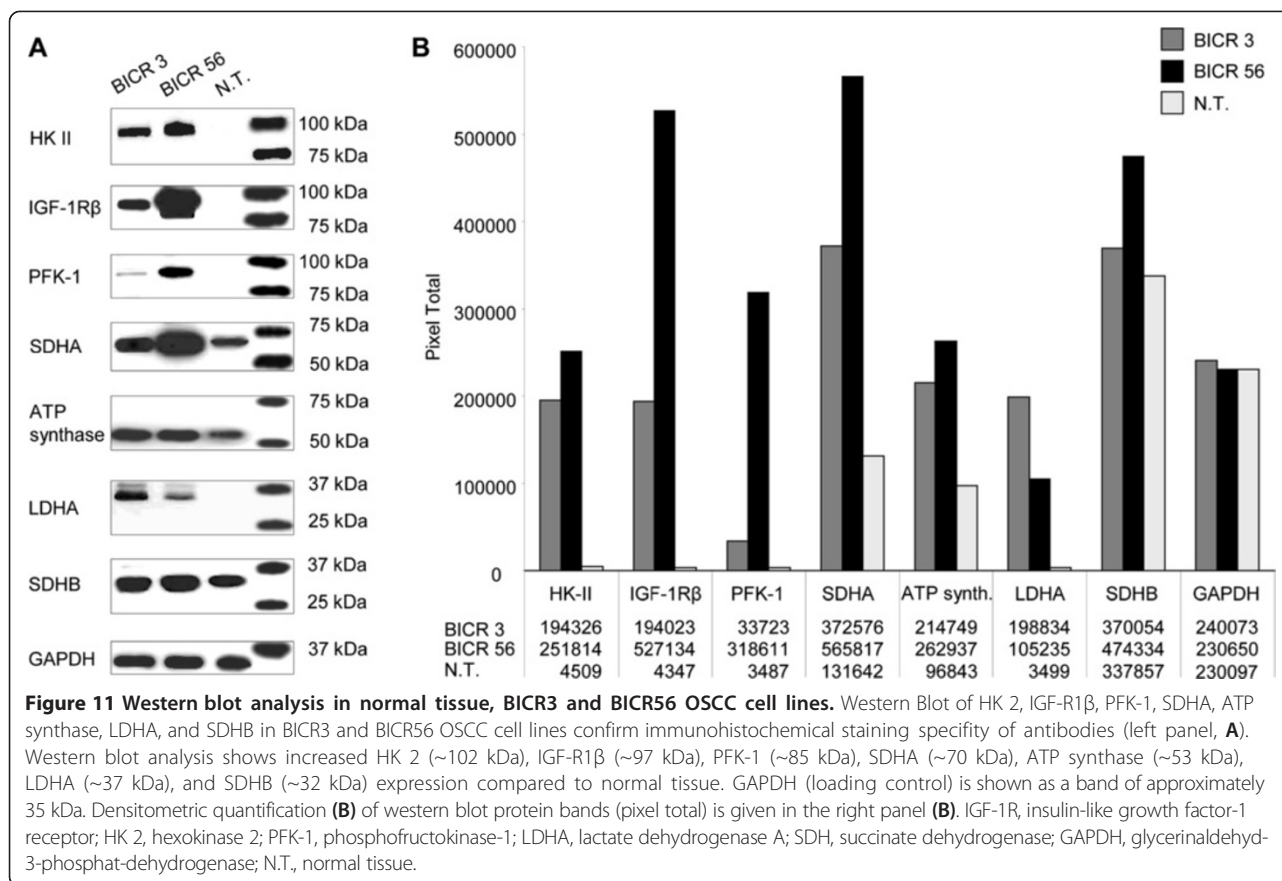 A
BICR 3 BICR 56 N.T.
HK II
100 kDa
75 kDa
IGF-1Rβ
100 kDa
75 kDa
PFK-1
100 kDa
75 kDa
SDHA
75 kDa
50 kDa
ATP
synthase
75 kDa
50 kDa
LDHA
37 kDa
25 kDa
SDHB
37 kDa
25 kDa
GAPDH
37 kDa
B
BICR 3
BICR 56
N.T.
Pixel Total
600000
500000
400000
300000
200000
100000
0
HK-II IGF-1Rβ PFK-1 SDHA ATP synth. LDHA SDHB GAPDH
BICR 3 194326 194023 33723 372576 214749 198834 370054 240073
BICR 56 251814 527134 318611 565817 262937 105235 474334 230650
N.T. 4509 4347 3487 131642 96843 3499 337857 230097
Figure 11 Western blot analysis in normal tissue, BICR3 and BICR56 OSCC cell lines. Western Blot of HK 2, IGF-R1β, PFK-1, SDHA, ATP
synthase, LDHA, and SDHB in BICR3 and BICR56 OSCC cell lines confirm immunohistochemical staining specifity of antibodies (left panel, A).
Western blot analysis shows increased HK 2 (~102 kDa), IGF-R1β (~97 kDa), PFK-1 (~85 kDa), SDHA (~70 kDa), ATP synthase (~53 kDa),
LDHA (~37 kDa), and SDHB (~32 kDa) expression compared to normal tissue. GAPDH (loading control) is shown as a band of approximately
35 kDa. Densitometric quantification (B) of western blot protein bands (pixel total) is given in the right panel (B). IGF-1R, insulin-like growth factor-1
receptor; HK 2, hexokinase 2; PFK-1, phosphofructokinase-1; LDHA, lactate dehydrogenase A; SDH, succinate dehydrogenase; GAPDH, glycerinaldehyd-
3-phosphat-dehydrogenase; N.T., normal tissue.